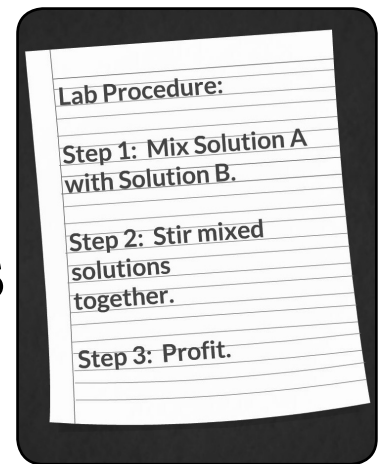 Lab Procedure:
Step 1: Mix Solution A
with Solution B.
Step 2: Stir mixed
solutions
together.
Step 3: Profit.